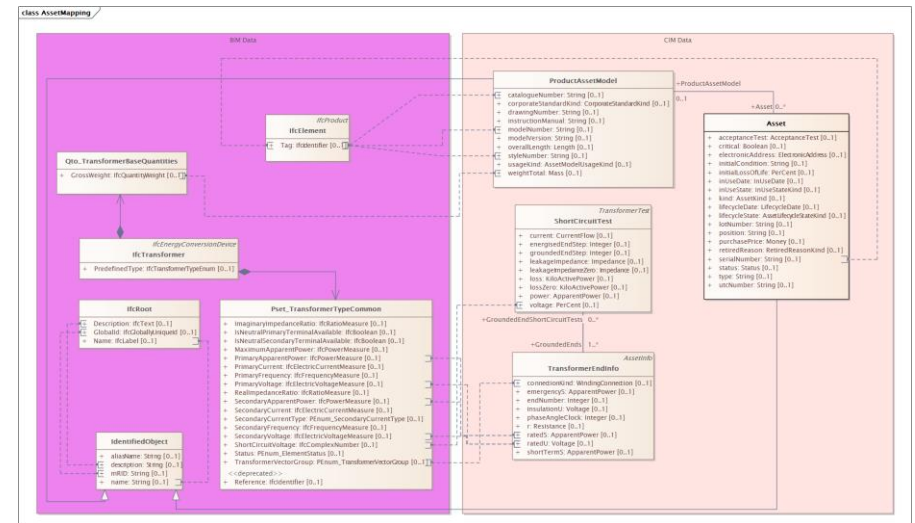 class AssetMapping
BIM Data
CIM Data
IfcProduct
IfcElement
+ Tag: IfcIdentifier [0..1]
Qto_TransformerBaseQuantities
+ GrossWeight: IfcQuantityWeight [0..1]
IfcEnergyConversionDevice
IfcTransformer
+ PredefinedType: IfcTransformerTypeEnum [0..1]
IfcRoot
+ Description: IfcText [0..1]
+ GlobalId: IfcGloballyUniqueId [0..1]
+ Name: IfcLabel [0..1]
IdentifiedObject
+ aliasName: String [0..1]
+ description: String [0..1]
+ mRID: String [0..1]
+ name: String [0..1]
Pset_TransformerTypeCommon
+ ImaginaryImpedanceRatio: IfcRatioMeasure [0..1]
+ IsNeutralPrimaryTerminalAvailable: IfcBoolean [0..1]
+ IsNeutralSecondaryTerminalAvailable: IfcBoolean [0..1]
+ MaximumApparentPower: IfcPowerMeasure [0..1]
+ PrimaryApparentPower: IfcPowerMeasure [0..1]
+ PrimaryCurrent: IfcElectricCurrentMeasure [0..1]
+ PrimaryFrequency: IfcFrequencyMeasure [0..1]
+ PrimaryVoltage: IfcElectricVoltageMeasure [0..1]
+ RealImpedanceRatio: IfcRatioMeasure [0..1]
+ SecondaryApparentPower: IfcPowerMeasure [0..1]
+ SecondaryCurrent: IfcElectricCurrentMeasure [0..1]
+ SecondaryCurrentType: PEnum_SecondaryCurrentType [0..1]
+ SecondaryFrequency: IfcFrequencyMeasure [0..1]
+ SecondaryVoltage: IfcElectricVoltageMeasure [0..1]
+ ShortCircuitVoltage: IfcComplexNumber [0..1]
+ Status: PEnum_ElementStatus [0..1]
+ TransformerVectorGroup: PEnum_TransformerVectorGroup [0..1]
<<deprecated>>
+ Reference: IfcIdentifier [0..1]
ProductAssetModel
+ catalogueNumber: String [0..1]
+ corporateStandardKind: CorporateStandardKind [0..1]
+ drawingNumber: String [0..1]
+ instructionManual: String [0..1]
+ modelNumber: String [0..1]
+ modelVersion: String [0..1]
+ overallLength: Length [0..1]
+ styleNumber: String [0..1]
+ usageKind: AssetModelUsageKind [0..1]
+ weightTotal: Mass [0..1]
+ProductAssetModel
0..1
+Asset 0..*
Asset
+ acceptanceTest: AcceptanceTest [0..1]
+ critical: Boolean [0..1]
+ electronicAddress: ElectronicAddress [0..1]
+ initialCondition: String [0..1]
+ initialLossOfLife: PerCent [0..1]
+ inUseDate: InUseDate [0..1]
+ inUseState: InUseStateKind [0..1]
+ kind: AssetKind [0..1]
+ lifecycleDate: LifecycleDate [0..1]
+ lifecycleState: AssetLifecycleStateKind [0..1]
+ lotNumber: String [0..1]
+ position: String [0..1]
+ purchasePrice: Money [0..1]
+ retiredReason: RetiredReasonKind [0..1]
+ serialNumber: String [0..1]
+ status: Status [0..1]
+ type: String [0..1]
+ utcNumber: String [0..1]
TransformerTest
ShortCircuitTest
+ current: CurrentFlow [0..1]
+ energisedEndStep: Integer [0..1]
+ groundedEndStep: Integer [0..1]
+ leakageImpedance: Impedance [0..1]
+ leakageImpedanceZero: Impedance [0..1]
+ loss: KiloActivePower [0..1]
+ lossZero: KiloActivePower [0..1]
+ power: ApparentPower [0..1]
+ voltage: PerCent [0..1]
+GroundedEndShortCircuitTests 0..*
+GroundedEnds 1..*
AssetInfo
TransformerEndInfo
+ connectionKind: WindingConnection [0..1]
+ emergencyS: ApparentPower [0..1]
+ endNumber: Integer [0..1]
+ insulationU: Voltage [0..1]
+ phaseAngleClock: Integer [0..1]
+ r: Resistance [0..1]
+ ratedS: ApparentPower [0..1]
+ ratedU: Voltage [0..1]
+ shortTermS: ApparentPower [0..1]